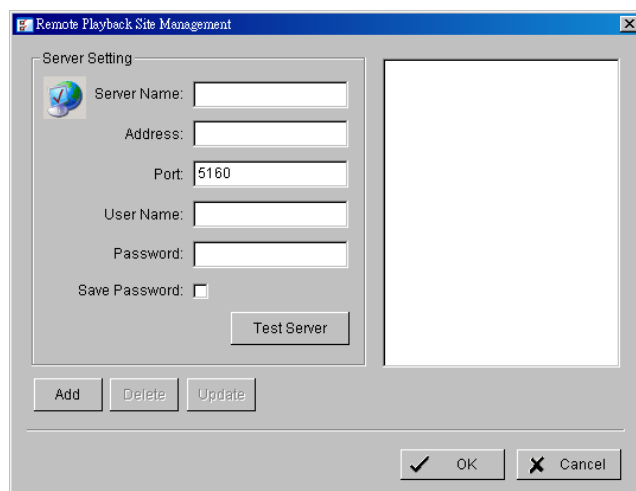 Remote Playback Site Management
Server Setting
Server Name:
Address:
Port: 5160
User Name:
Password:
Save Password:
Test Server
Add Delete Update
OK Cancel